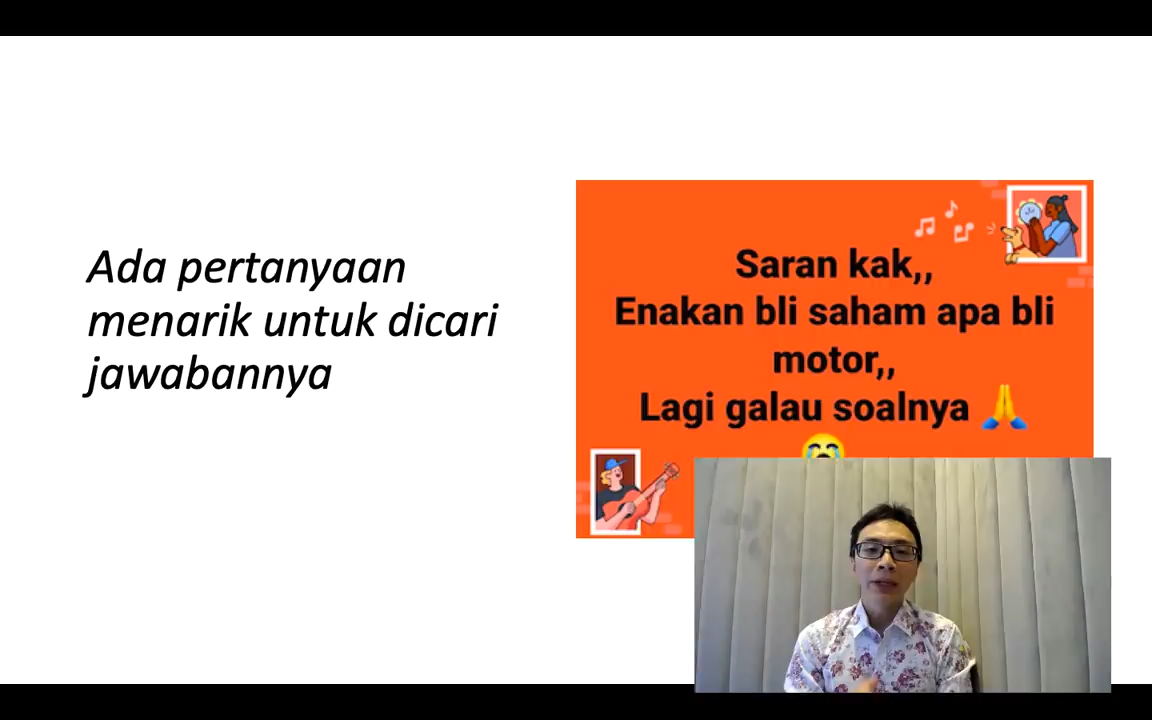 Ada pertanyaan
menarik untuk dicari
jawabannya
Saran kak,,
Enakan bli saham apa bli
motor,,
Lagi galau soalnya 🙏
😭